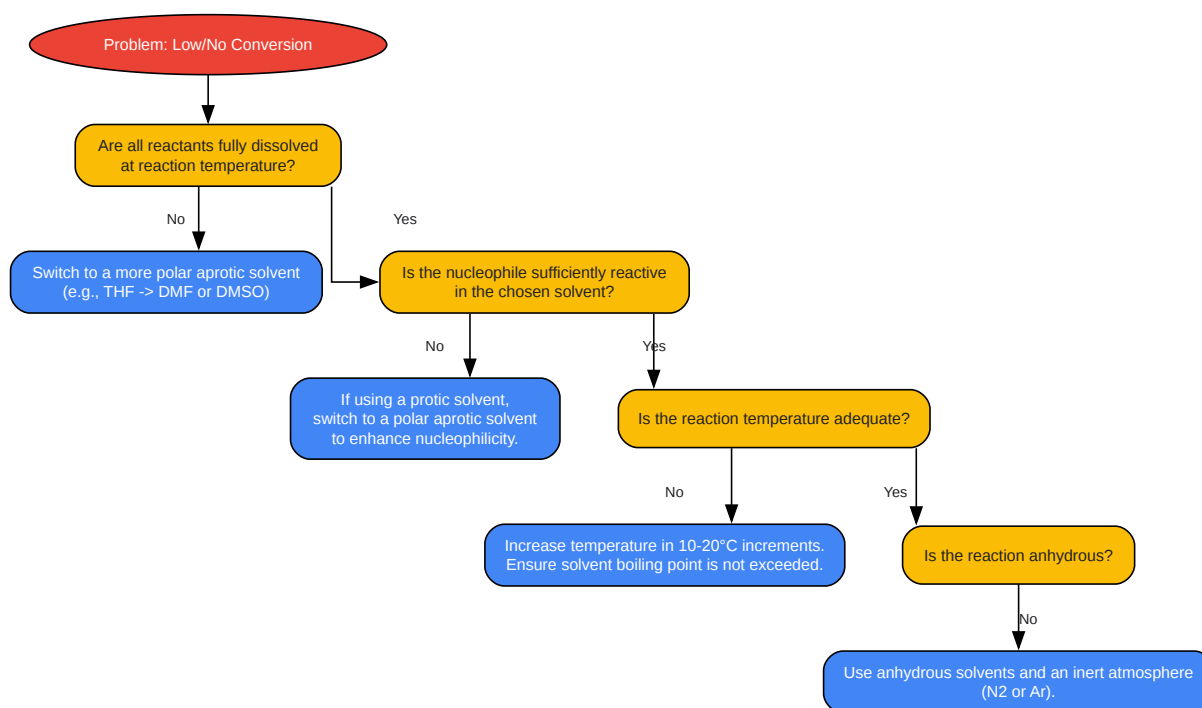 Problem: Low/No Conversion
Are all reactants fully dissolved
at reaction temperature?
No
Yes
Switch to a more polar aprotic solvent
(e.g., THF -> DMF or DMSO)
Is the nucleophile sufficiently reactive
in the chosen solvent?
No
Yes
If using a protic solvent,
switch to a polar aprotic solvent
to enhance nucleophilicity.
Is the reaction temperature adequate?
No
Yes
Increase temperature in 10-20°C increments.
Ensure solvent boiling point is not exceeded.
Is the reaction anhydrous?
No
Use anhydrous solvents and an inert atmosphere
(N2 or Ar).